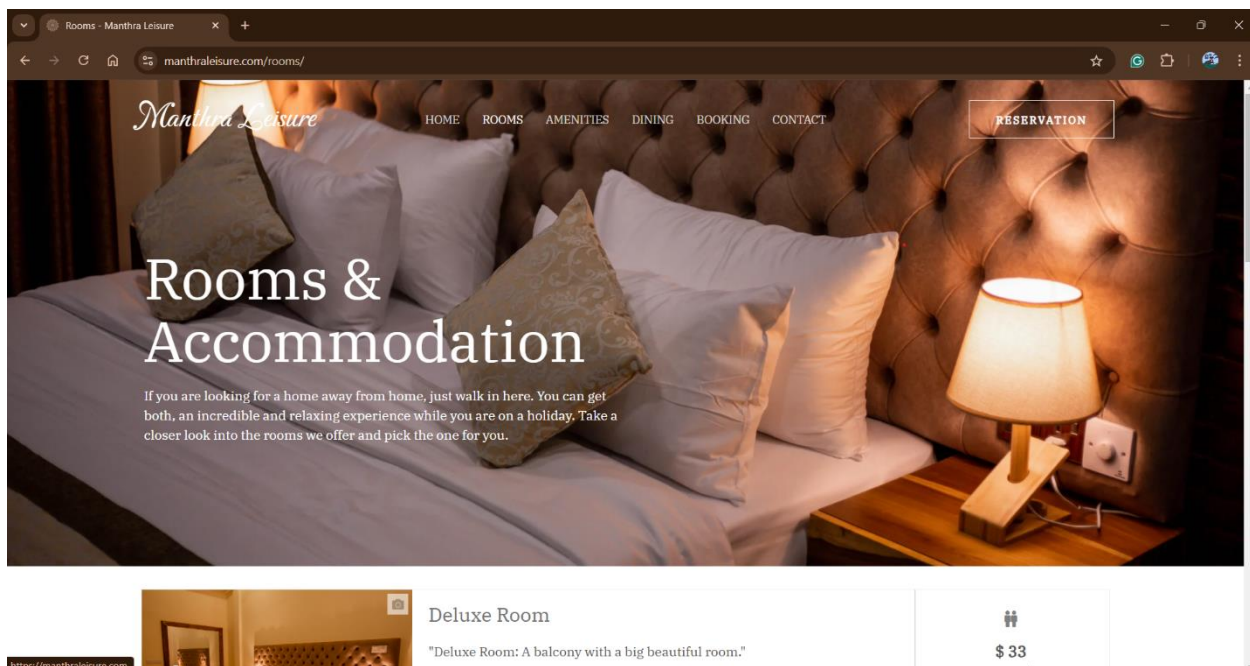 Rooms - Manthra Leisure
manthraleisure.com/rooms/
Manthra Leisure
HOME ROOMS AMENITIES DINING BOOKING CONTACT
RESERVATION
Rooms &
Accommodation
If you are looking for a home away from home, just walk in here. You can get
both, an incredible and relaxing experience while you are on a holiday. Take a
closer look into the rooms we offer and pick the one for you.
Deluxe Room
"Deluxe Room: A balcony with a big beautiful room."
$ 33
https://manthraleisure.com